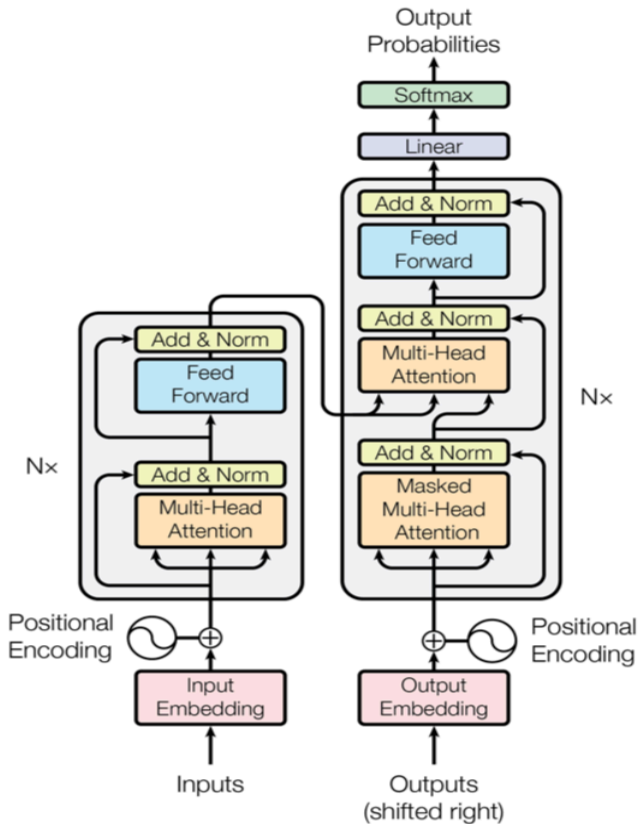 Output
Probabilities
Softmax
Linear
Add & Norm
Feed
Forward
Add & Norm
Multi-Head
Attention
Add & Norm
Masked
Multi-Head
Attention
N×
Add & Norm
Feed
Forward
Add & Norm
Multi-Head
Attention
N×
Positional
Encoding
Positional
Encoding
Input
Embedding
Output
Embedding
Inputs
Outputs
(shifted right)